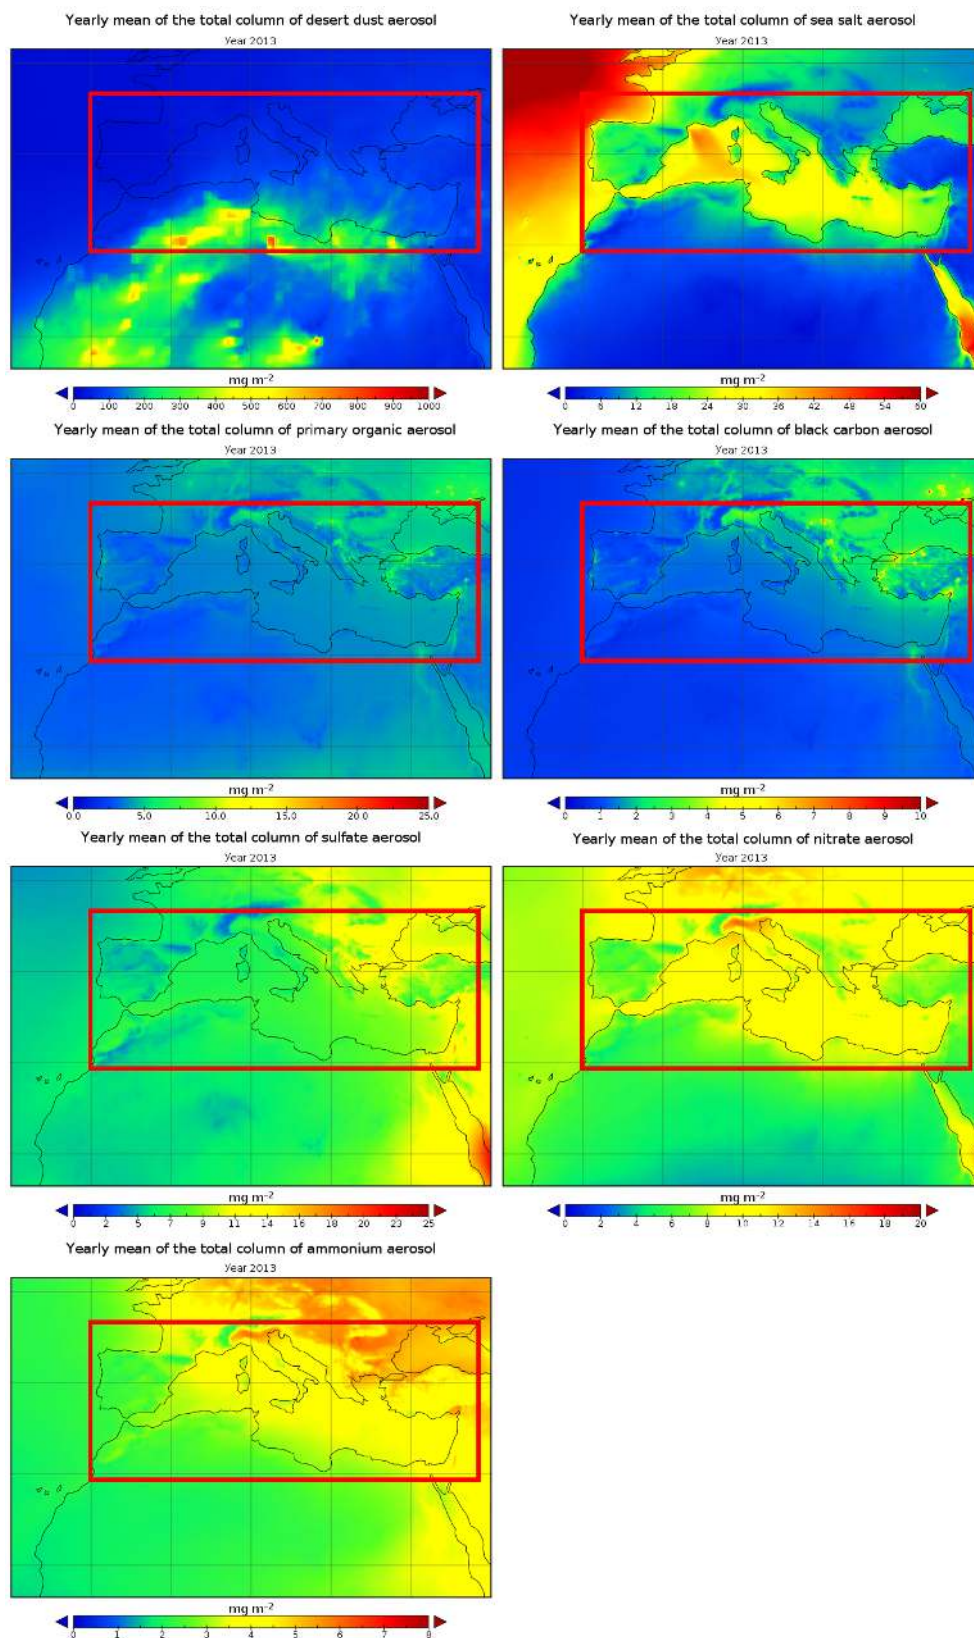 Yearly mean of the total column of desert dust aerosol
Year 2013
mg m⁻²
0 100 200 300 400 500 600 700 800 900 1000
Yearly mean of the total column of sea salt aerosol
Year 2013
mg m⁻²
0 6 12 18 24 30 36 42 48 54 60
Yearly mean of the total column of primary organic aerosol
Year 2013
mg m⁻²
0.0 5.0 10.0 15.0 20.0 25.0
Yearly mean of the total column of black carbon aerosol
Year 2013
mg m⁻²
0 1 2 3 4 5 6 7 8 9 10
Yearly mean of the total column of sulfate aerosol
Year 2013
mg m⁻²
0 2 5 7 9 11 14 16 18 20 23 25
Yearly mean of the total column of nitrate aerosol
Year 2013
mg m⁻²
0 2 4 6 8 10 12 14 16 18 20
Yearly mean of the total column of ammonium aerosol
Year 2013
mg m⁻²
0 1 2 3 4 5 6 7 8